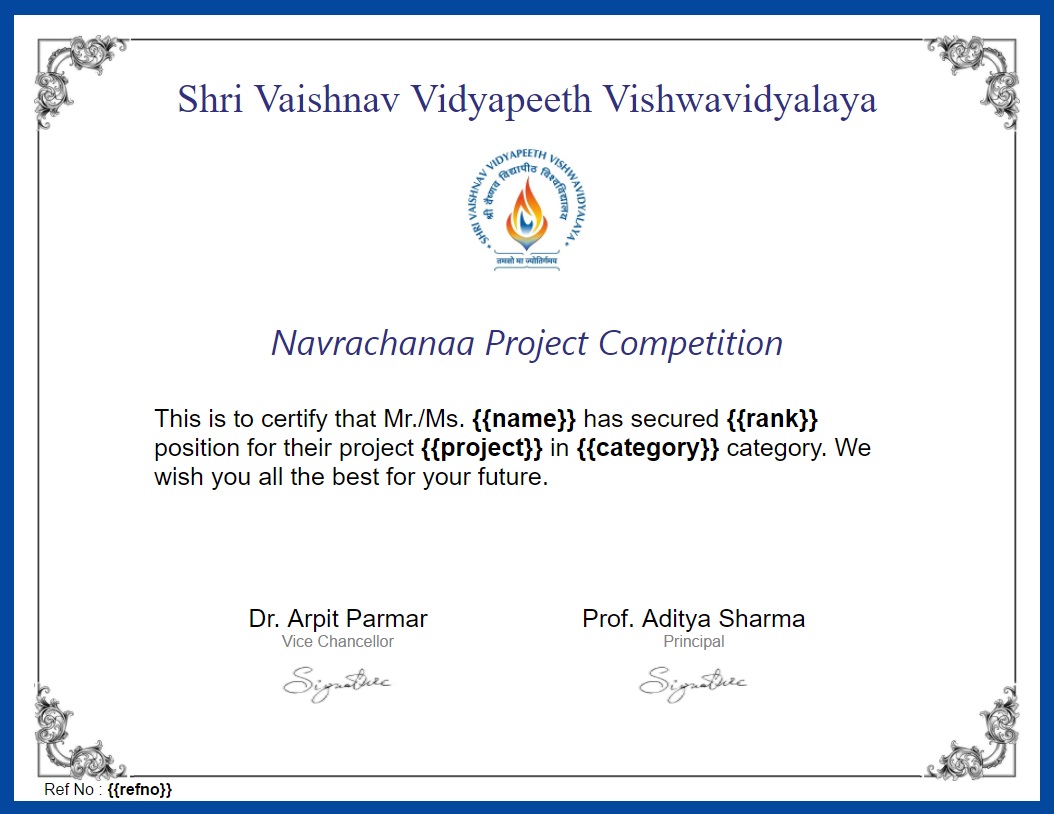 Shri Vaishnav Vidyapeeth Vishwavidyalaya
SHRI VAISHNAV VIDYAPEETH VISHWAVIDYALAYA
श्री वैष्णव विद्यापीठ विश्वविद्यालय
तमसो मा ज्योतिर्गमय
Navrachanaa Project Competition
This is to certify that Mr./Ms. {{name}} has secured {{rank}}
position for their project {{project}} in {{category}} category. We
wish you all the best for your future.
Dr. Arpit Parmar Prof. Aditya Sharma
Vice Chancellor Principal
Signature Signature
Ref No : {{refno}}